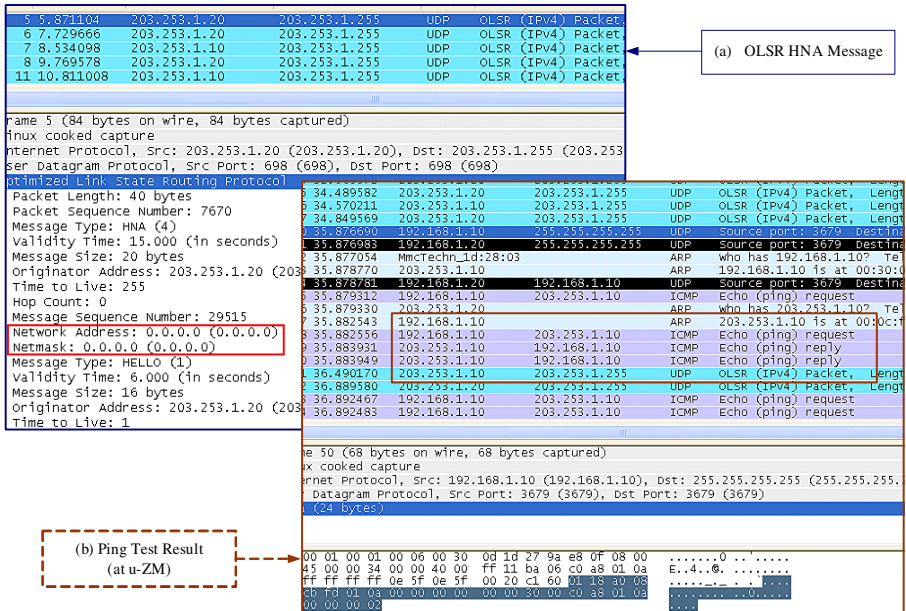 5 5.871104 203.253.1.20 203.253.1.255 UDP OLSR (IPv4) Packet,
6 7.729666 203.253.1.20 203.253.1.255 UDP OLSR (IPv4) Packet,
7 8.534098 203.253.1.10 203.253.1.255 UDP OLSR (IPv4) Packet,
8 9.769578 203.253.1.20 203.253.1.255 UDP OLSR (IPv4) Packet,
11 10.811008 203.253.1.10 203.253.1.255 UDP OLSR (IPv4) Packet,
(a) OLSR HNA Message
rame 5 (84 bytes on wire, 84 bytes captured)
inux cooked capture
nternet Protocol, Src: 203.253.1.20 (203.253.1.20), Dst: 203.253.1.255 (203.253
ser Datagram Protocol, Src Port: 698 (698), Dst Port: 698 (698)
ptimized Link State Routing Protocol
Packet Length: 40 bytes
Packet Sequence Number: 7670
Message Type: HNA (4)
Validity Time: 15.000 (in seconds)
Message Size: 20 bytes
Originator Address: 203.253.1.20 (203
Time to Live: 255
Hop Count: 0
Message Sequence Number: 29515
Network Address: 0.0.0.0 (0.0.0.0)
Netmask: 0.0.0.0 (0.0.0.0)
Message Type: HELLO (1)
Validity Time: 6.000 (in seconds)
Message Size: 16 bytes
Originator Address: 203.253.1.20 (203
Time to Live: 1
34.489582 203.253.1.20 203.253.1.255 UDP OLSR (IPv4) Packet, Lengt
34.570211 203.253.1.10 203.253.1.255 UDP OLSR (IPv4) Packet, Lengt
34.849569 203.253.1.20 203.253.1.255 UDP OLSR (IPv4) Packet, Lengt
35.876690 192.168.1.10 255.255.255.255 UDP Source port: 3679 Destina
35.876983 192.168.1.20 255.255.255.255 UDP Source port: 3679 Destina
35.877054 MmcTechn_1d:28:03 ARP who has 192.168.1.10? Te
35.878770 203.253.1.10 ARP 192.168.1.10 is at 00:30:0
35.878781 192.168.1.20 192.168.1.10 UDP Source port: 3679 Destina
35.879312 192.168.1.10 203.253.1.10 ICMP Echo (ping) request
35.879330 203.253.1.20 ARP who has 203.253.1.10? Te
35.882543 192.168.1.10 ARP 203.253.1.10 is at 00:0c:f
35.882556 192.168.1.10 203.253.1.10 ICMP Echo (ping) request
35.883931 203.253.1.10 192.168.1.10 ICMP Echo (ping) reply
35.883949 203.253.1.10 192.168.1.10 ICMP Echo (ping) reply
36.490170 203.253.1.10 203.253.1.255 UDP OLSR (IPv4) Packet, Lengt
36.889580 203.253.1.20 203.253.1.255 UDP OLSR (IPv4) Packet, Lengt
36.892467 192.168.1.10 203.253.1.10 ICMP Echo (ping) request
36.892483 192.168.1.10 203.253.1.10 ICMP Echo (ping) request
me 50 (68 bytes on wire, 68 bytes captured)
ux cooked capture
ernet Protocol, Src: 192.168.1.10 (192.168.1.10), Dst: 255.255.255.255 (255.255.255.
r Datagram Protocol, Src Port: 3679 (3679), Dst Port: 3679 (3679)
(24 bytes)
(b) Ping Test Result
(at u-ZM)
00 01 00 01 00 06 00 30 0d 1d 27 9a e8 0f 08 00
45 00 00 34 00 00 40 00 ff 11 ba 06 c0 a8 01 0a
ff ff ff ff 0e 5f 0e 5f 00 20 c1 60 01 18 a0 08
cb fd 01 0a 00 00 00 00 00 00 30 00 c0 a8 01 0a
00 00 00 02